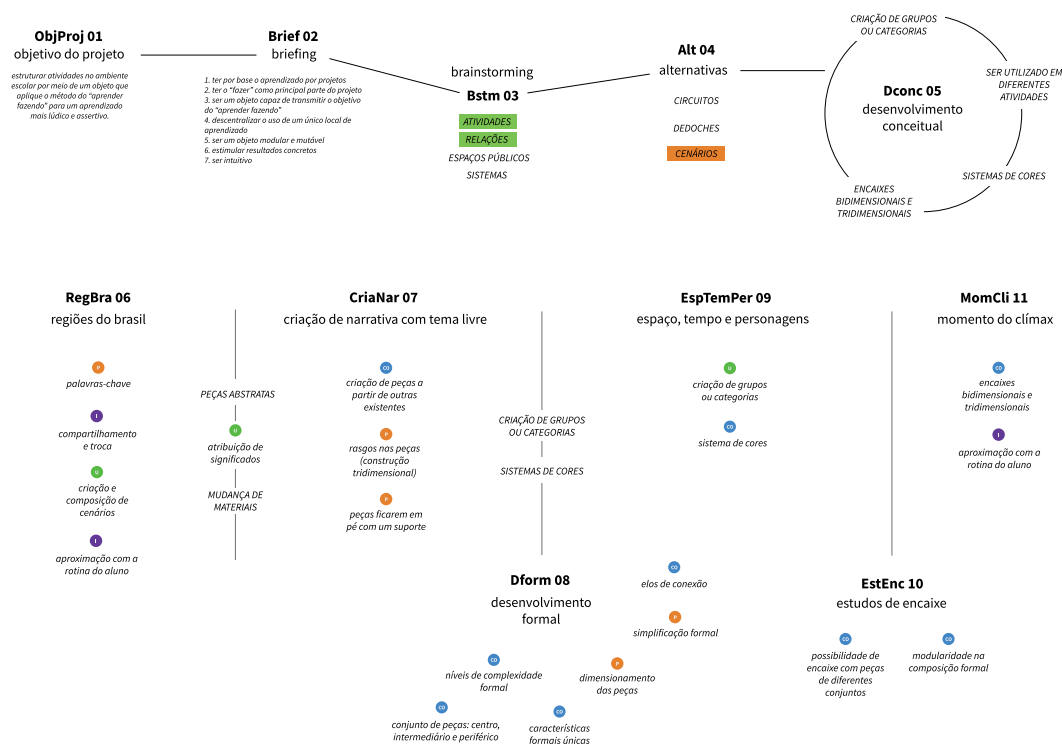 ObjProj 01
objetivo do projeto
estruturar atividades no ambiente
escolar por meio de um objeto que
aplique o método do “aprender
fazendo” para um aprendizado
mais lúdico e assertivo.
Brief 02
briefing
1. ter por base o aprendizado por projetos
2. ter o “fazer” como principal parte do projeto
3. ser um objeto capaz de transmitir o objetivo
do “aprender fazendo”
4. descentralizar o uso de um único local de
aprendizado
5. ser um objeto modular e mutável
6. estimular resultados concretos
7. ser intuitivo
brainstorming
Bstm 03
ATIVIDADES
RELAÇÕES
ESPAÇOS PÚBLICOS
SISTEMAS
Alt 04
alternativas
CIRCUITOS
DEDOCHES
CENÁRIOS
CRIAÇÃO DE GRUPOS
OU CATEGORIAS
SER UTILIZADO EM
DIFERENTES
ATIVIDADES
Dconc 05
desenvolvimento
conceitual
SISTEMAS DE CORES
ENCAIXES
BIDIMENSIONAIS E
TRIDIMENSIONAIS
RegBra 06
regiões do brasil
P
palavras-chave
I
compartilhamento
e troca
U
criação e
composição de
cenários
I
aproximação com a
rotina do aluno
PEÇAS ABSTRATAS
U
atribuição de
significados
MUDANÇA DE
MATERIAIS
CriaNar 07
criação de narrativa com tema livre
CO
criação de peças a
partir de outras
existentes
P
rasgos nas peças
(construção
tridimensional)
P
peças ficarem em
pé com um suporte
CRIAÇÃO DE GRUPOS
OU CATEGORIAS
SISTEMAS DE CORES
Dform 08
desenvolvimento
formal
CO
elos de conexão
P
simplificação formal
CO
níveis de complexidade
formal
P
dimensionamento
das peças
CO
conjunto de peças: centro,
intermediário e periférico
CO
características
formais únicas
EspTemPer 09
espaço, tempo e personagens
U
criação de grupos
ou categorias
CO
sistema de cores
EstEnc 10
estudos de encaixe
CO
possibilidade de
encaixe com peças
de diferentes
conjuntos
CO
modularidade na
composição formal
MomCli 11
momento do clímax
CO
encaixes
bidimensionais e
tridimensionais
I
aproximação com a
rotina do aluno